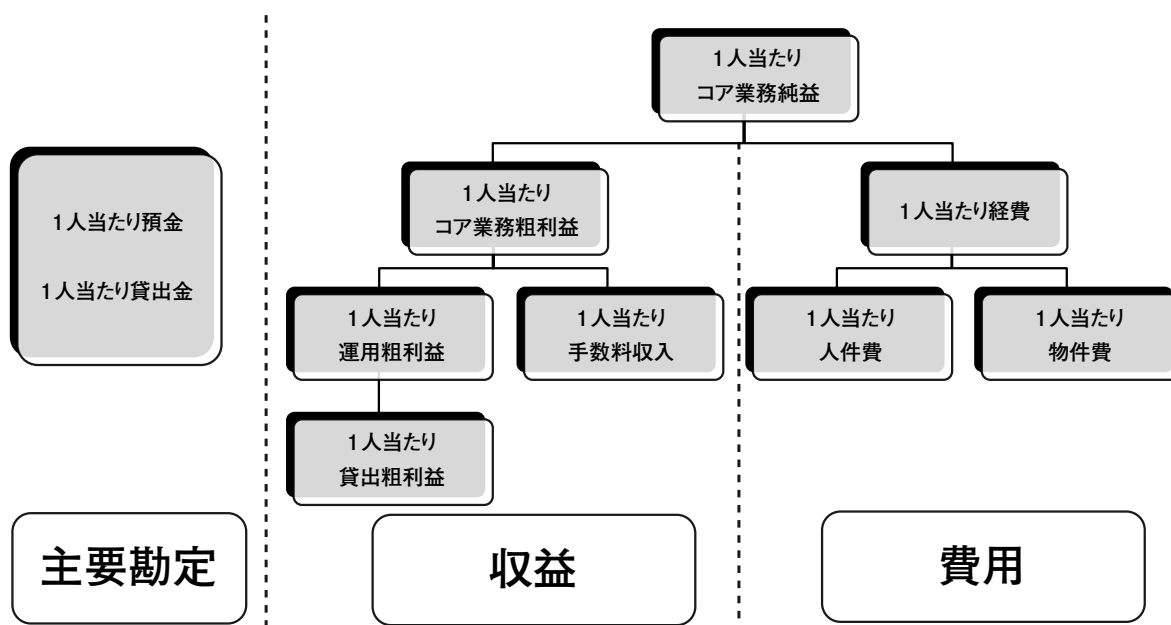 1人当たり
コア業務純益
1人当たり預金
1人当たり貸出金
1人当たり
コア業務粗利益
1人当たり経費
1人当たり
運用粗利益
1人当たり
手数料収入
1人当たり
人件費
1人当たり
物件費
1人当たり
貸出粗利益
主要勘定
収益
費用